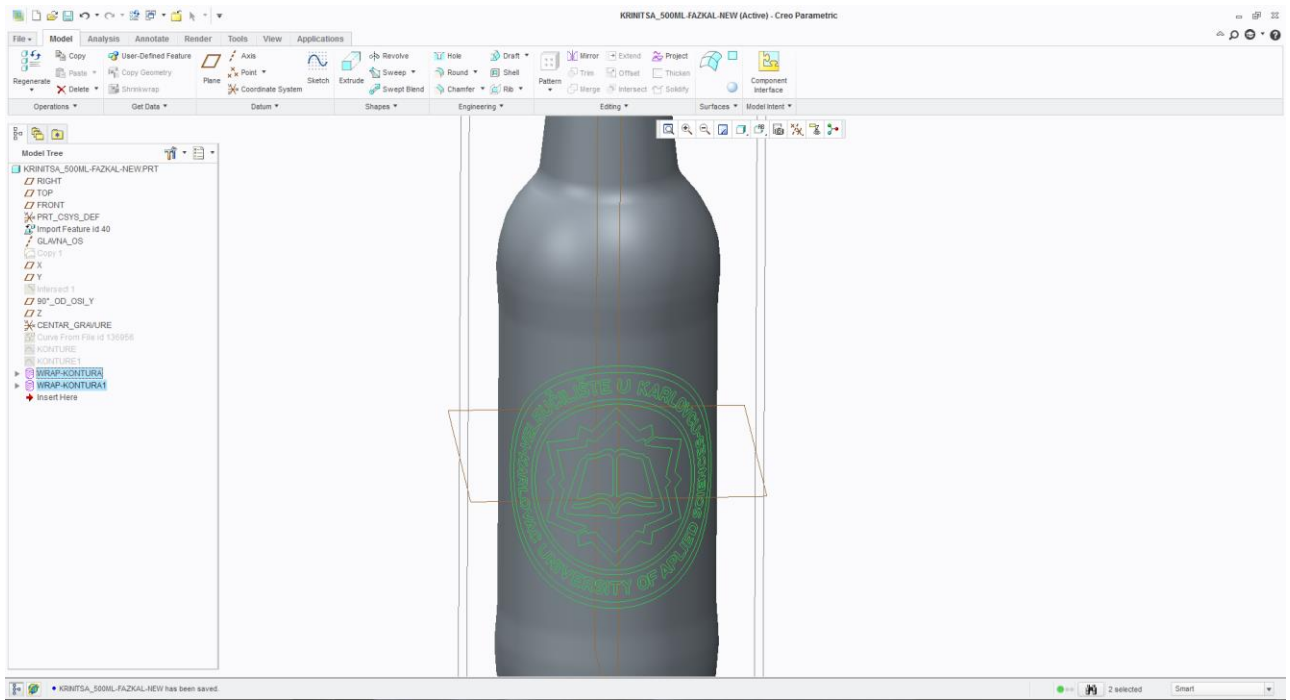 KRINITSA_500ML-FAZKAL-NEW (Active) - Creo Parametric
File Model Analysis Annotate Render Tools View Applications
Regenerate
Copy
Paste
Delete
User-Defined Feature
Copy Geometry
Shrinkwrap
Plane
Axis
Point
Coordinate System
Sketch
Extrude
Revolve
Sweep
Swept Blend
Hole
Round
Chamfer
Draft
Shell
Rib
Pattern
Mirror
Trim
Merge
Extend
Offset
Intersect
Project
Thicken
Solidify
Component
Interface
Operations Get Data Datum Shapes Engineering Editing Surfaces Model Intent
Model Tree
KRINITSA_500ML-FAZKAL-NEW.PRT
RIGHT
TOP
FRONT
PRT_CSYS_DEF
Import Feature id 40
GLAVNA_OS
Copy 1
X
Y
Intersect 1
90°_OD_OSI_Y
Z
CENTAR_GRAVURE
Curve From File id 136956
KONTURE
KONTURE1
WRAP-KONTURA
WRAP-KONTURA1
Insert Here
U KARLOVCU
UNIVERSITY OF APLIED SCIENCES
KRINITSA_500ML-FAZKAL-NEW has been saved.
2 selected
Smart